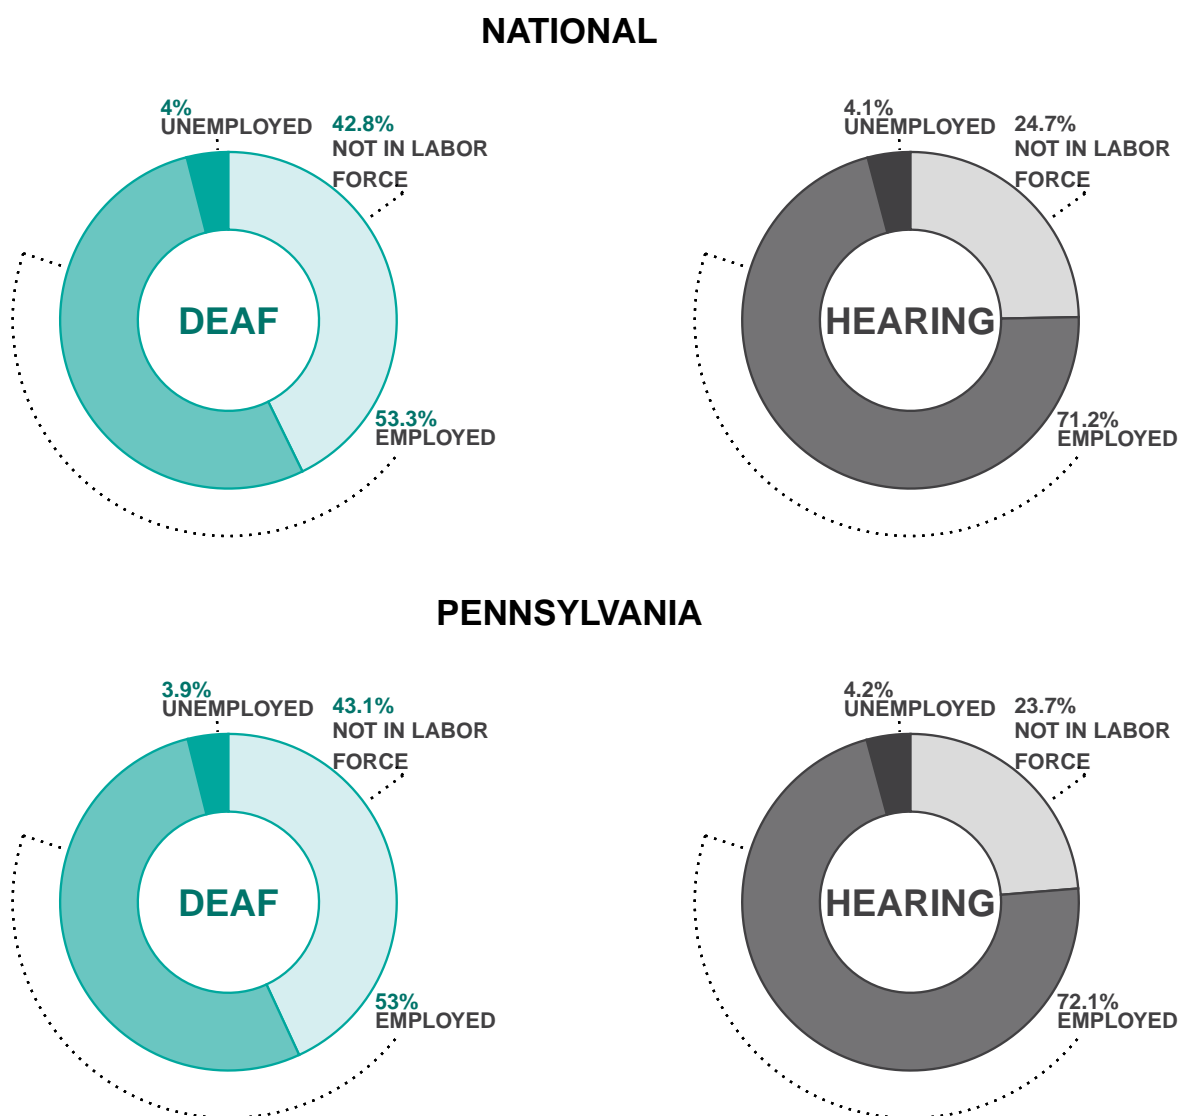 NATIONAL
4%
UNEMPLOYED
42.8%
NOT IN LABOR
FORCE
DEAF
53.3%
EMPLOYED
4.1%
UNEMPLOYED
24.7%
NOT IN LABOR
FORCE
HEARING
71.2%
EMPLOYED
PENNSYLVANIA
3.9%
UNEMPLOYED
43.1%
NOT IN LABOR
FORCE
DEAF
53%
EMPLOYED
4.2%
UNEMPLOYED
23.7%
NOT IN LABOR
FORCE
HEARING
72.1%
EMPLOYED